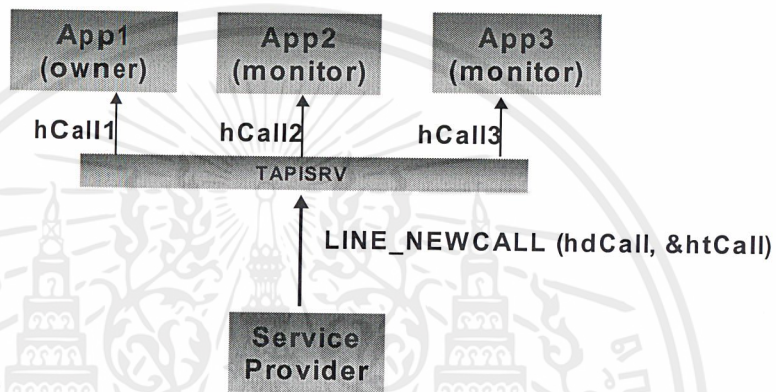 App1
(owner)
App2
(monitor)
App3
(monitor)
hCall1
hCall2
hCall3
TAPISRV
LINE_NEWCALL (hdCall, &htCall)
Service
Provider